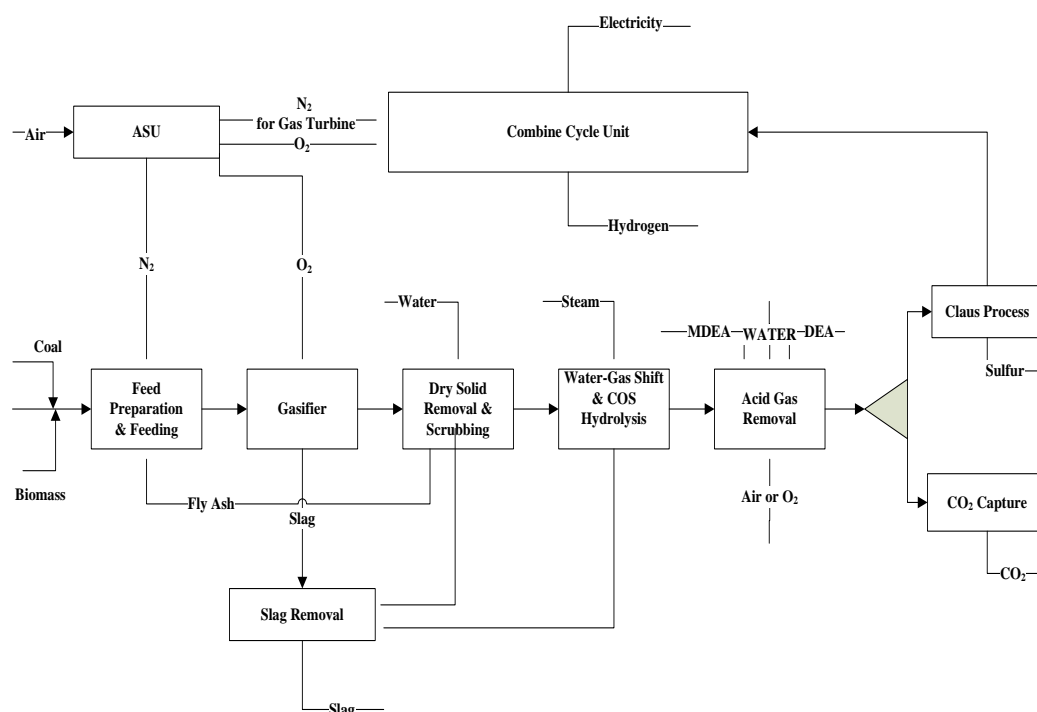 Electricity
N₂
for Gas Turbine
Air
ASU
O₂
Combine Cycle Unit
Hydrogen
N₂
O₂
Water
Steam
MDEA
WATER
DEA
Claus Process
Sulfur
Coal
Feed
Preparation
& Feeding
Gasifier
Dry Solid
Removal &
Scrubbing
Water-Gas Shift
& COS
Hydrolysis
Acid Gas
Removal
Biomass
Fly Ash
Slag
Air or O₂
CO₂ Capture
CO₂
Slag Removal
Slag